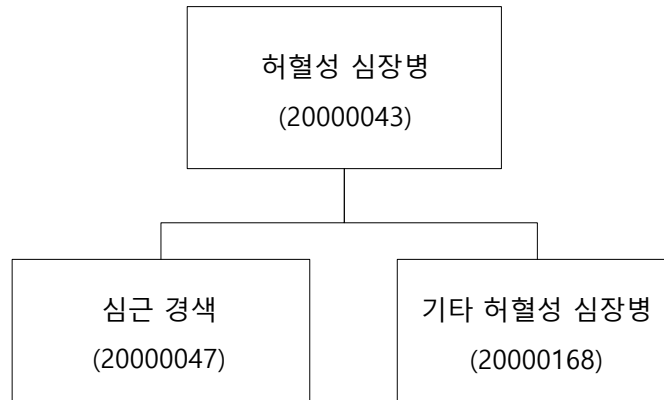 허혈성 심장병
(20000043)
심근 경색
(20000047)
기타 허혈성 심장병
(20000168)